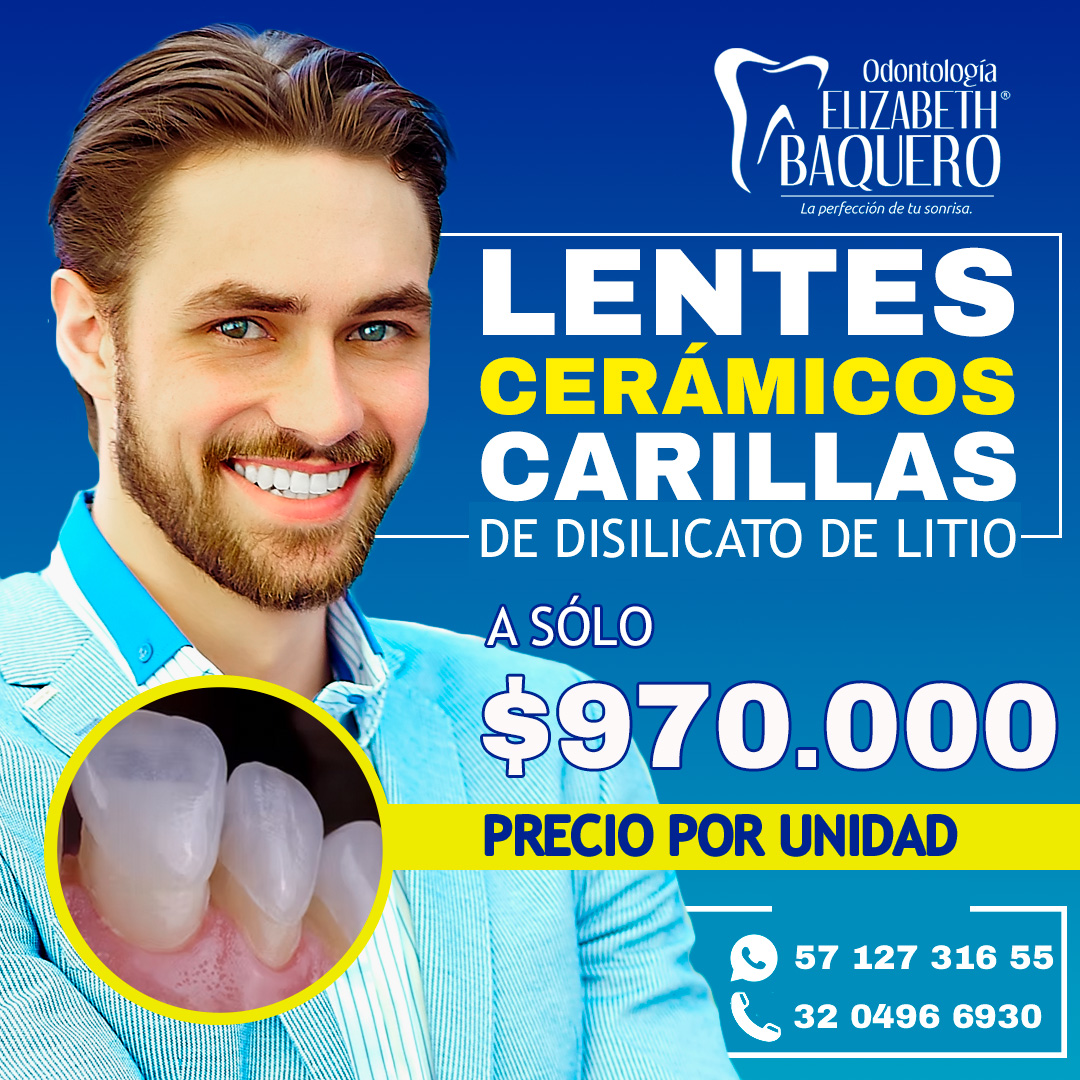 Odontología
ELIZABETH®
BAQUERO
La perfección de tu sonrisa.
LENTES
CERÁMICOS
CARILLAS
DE DISILICATO DE LITIO
A SÓLO
$970.000
PRECIO POR UNIDAD
57 127 316 55
32 0496 6930